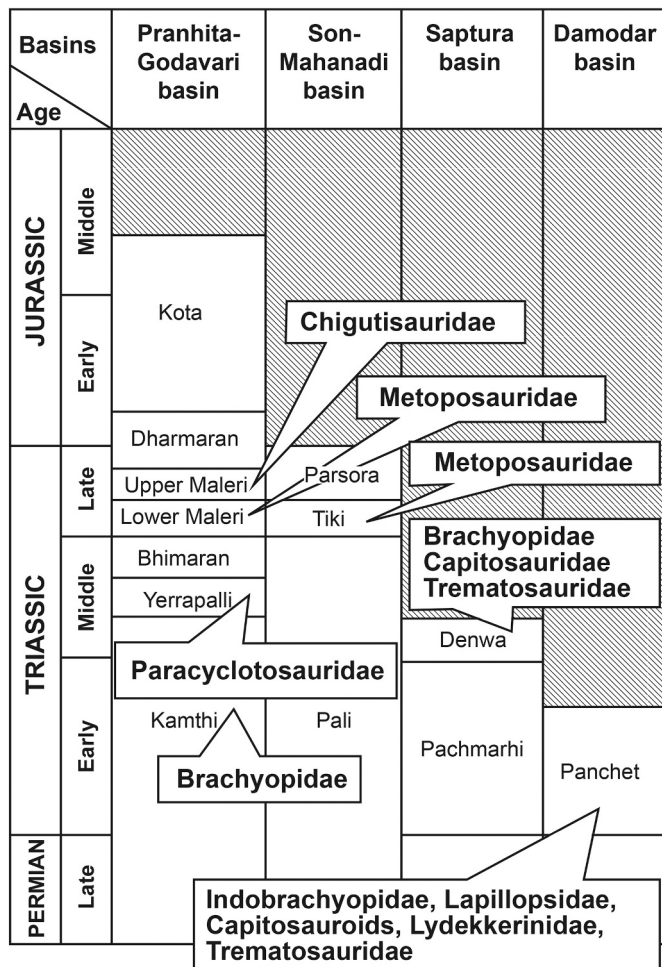 Basins
Age
Pranhita-
Godavari
basin
Son-
Mahanadi
basin
Saptura
basin
Damodar
basin
JURASSIC
Middle
Early
TRIASSIC
Late
Middle
Early
PERMIAN
Late
Kota
Dharmaran
Upper Maleri
Lower Maleri
Bhimaran
Yerrapalli
Kamthi
Parsora
Tiki
Pali
Denwa
Pachmarhi
Panchet
Chigutisauridae
Metoposauridae
Metoposauridae
Brachyopidae
Capitosauridae
Trematosauridae
Paracyclotosauridae
Brachyopidae
Indobrachyopidae, Lapillopsidae,
Capitosauroids, Lydekkerinidae,
Trematosauridae